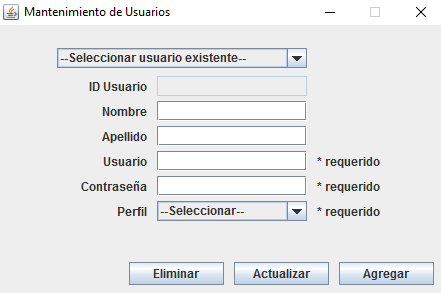 Mantenimiento de Usuarios
--Seleccionar usuario existente--
ID Usuario
Nombre
Apellido
Usuario * requerido
Contraseña * requerido
Perfil --Seleccionar-- * requerido
Eliminar Actualizar Agregar